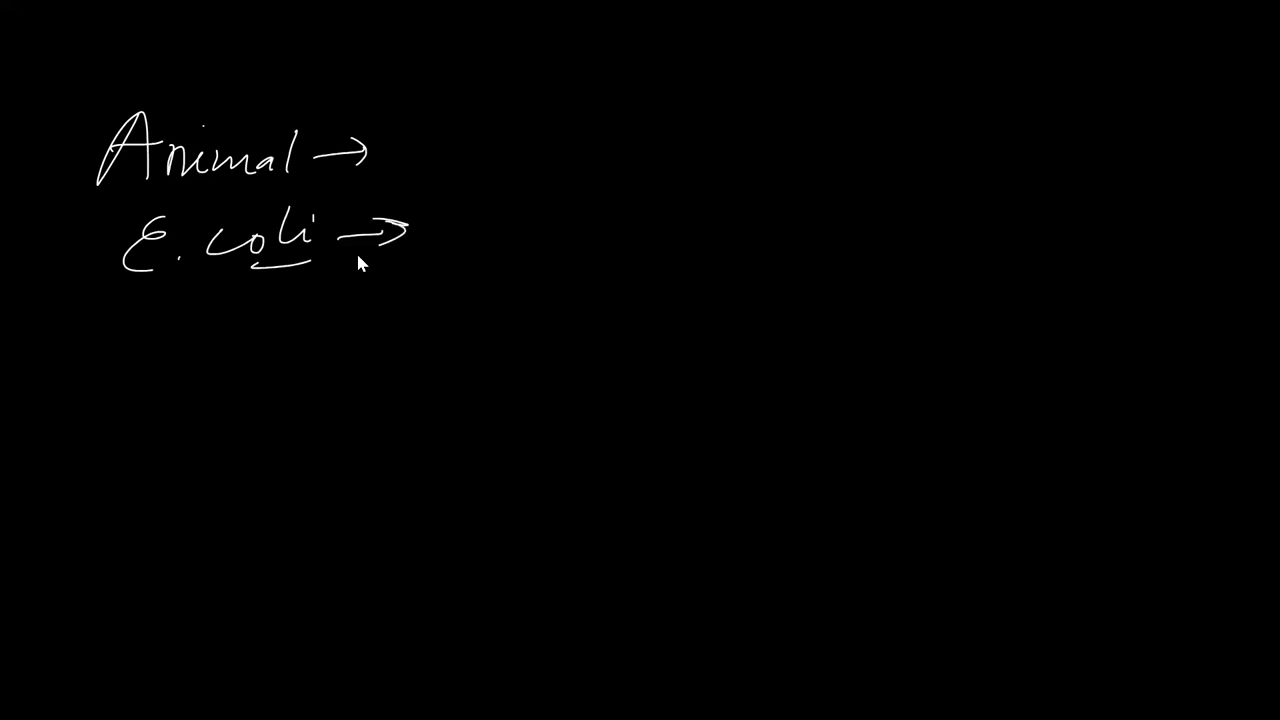 Animal →
E. coli →